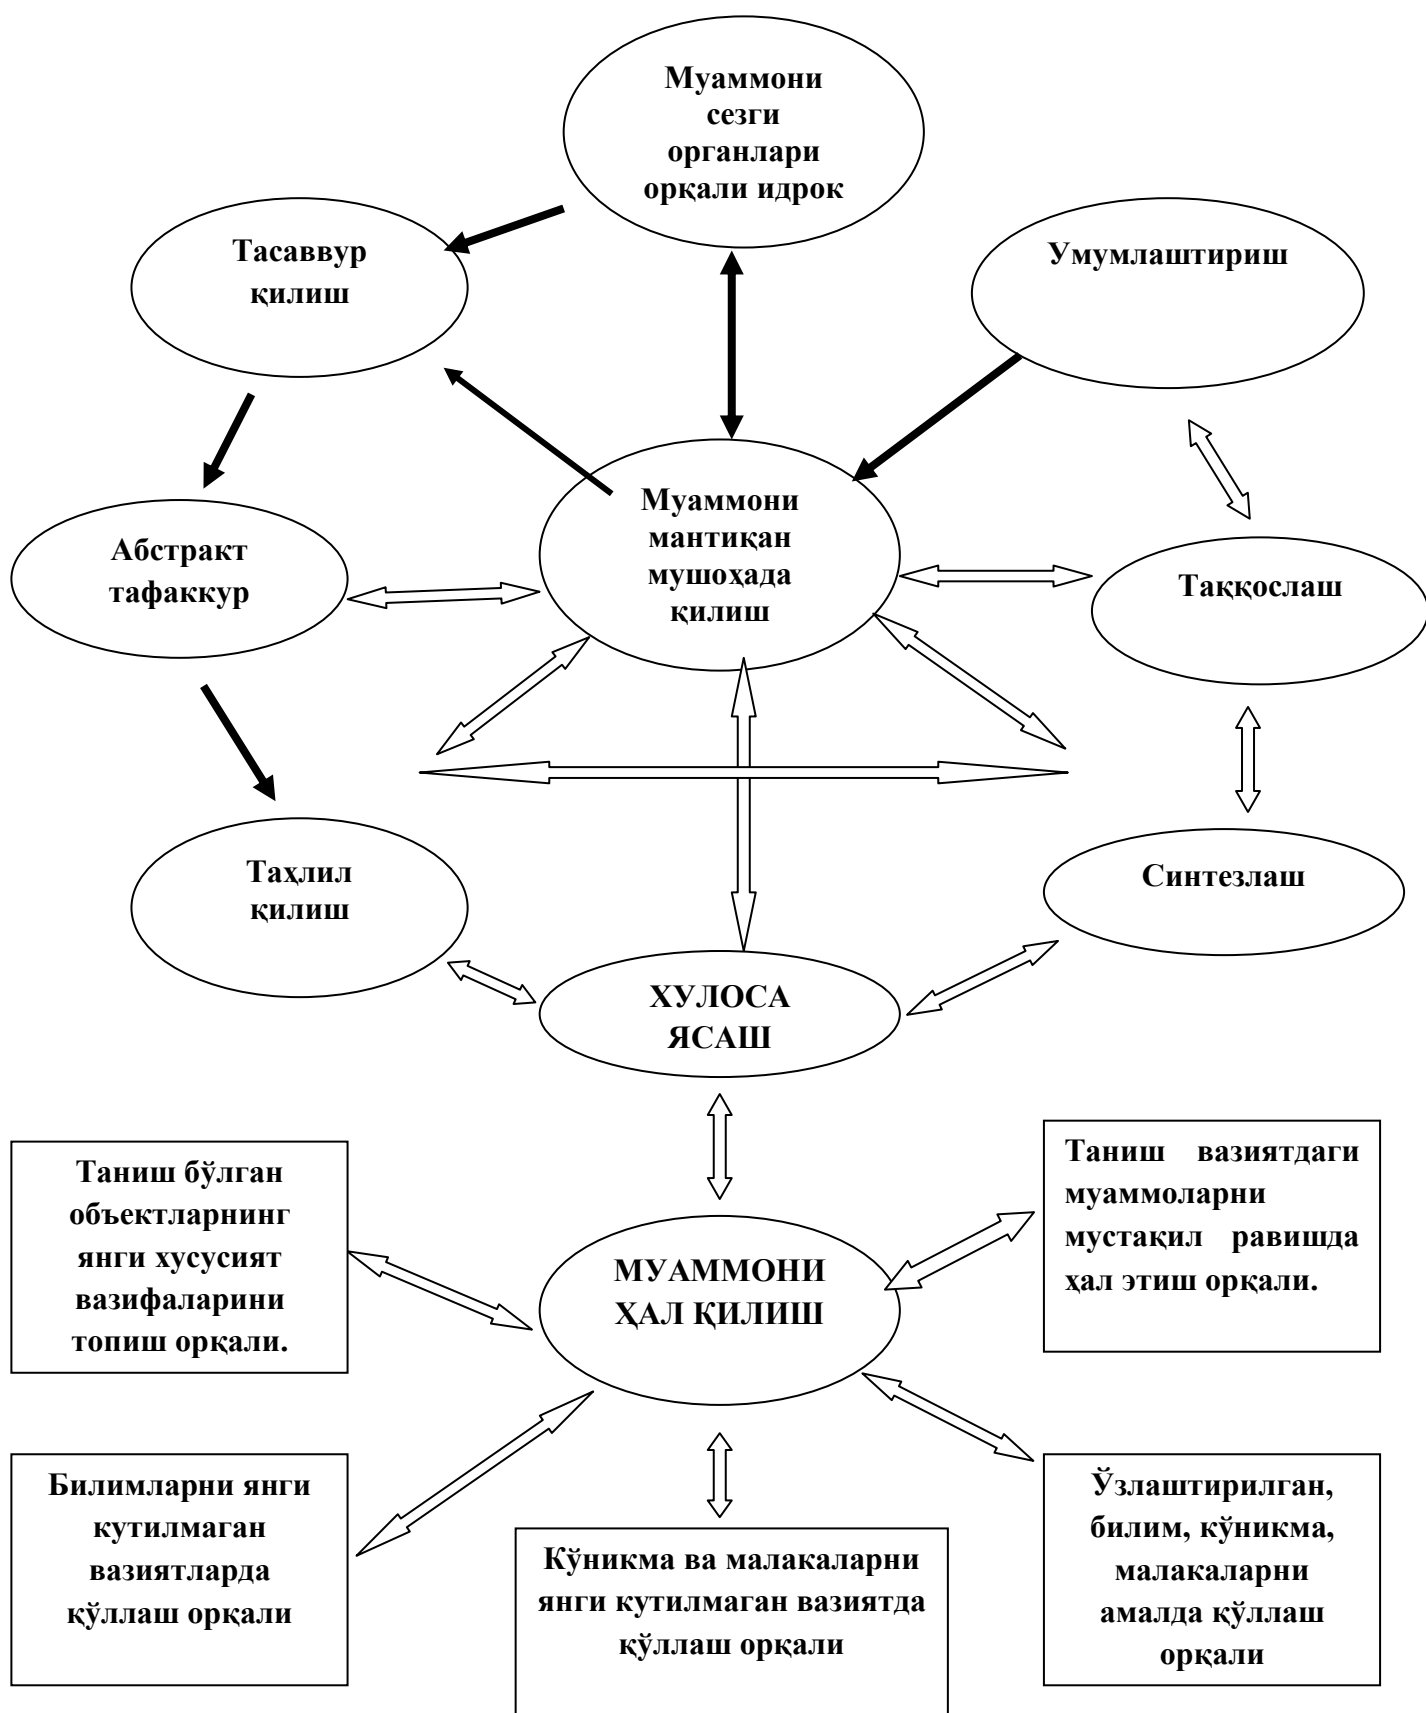 Муаммони
сезги
органлари
орқали идрок
Тасаввур
қилиш
Умумлаштириш
Муаммони
мантиқан
мушоҳада
қилиш
Абстракт
тафаккур
Таққослаш
Таҳлил
қилиш
Синтезлаш
ХУЛОСА
ЯСАШ
Таниш бўлган
объектларнинг
янги хусусият
вазифаларини
топиш орқали.
МУАММОНИ
ҲАЛ ҚИЛИШ
Таниш вазиятдаги
муаммоларни
мустақил равишда
ҳал этиш орқали.
Билимларни янги
кутилмаган
вазиятларда
қўллаш орқали
Кўникма ва малакаларни
янги кутилмаган вазиятда
қўллаш орқали
Ўзлаштирилган,
билим, кўникма,
малакаларни
амалда қўллаш
орқали